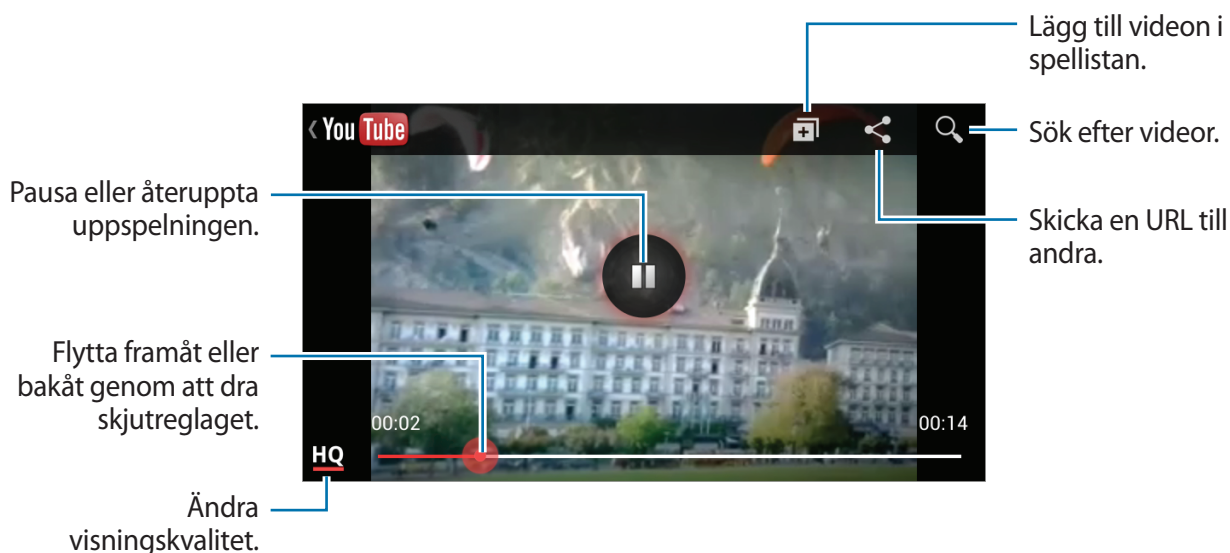 Lägg till videon i
spellistan.
You Tube
Sök efter videor.
Pausa eller återuppta
uppspelningen.
Skicka en URL till
andra.
Flytta framåt eller
bakåt genom att dra
skjutreglaget.
00:02
00:14
HQ
Ändra
visningskvalitet.